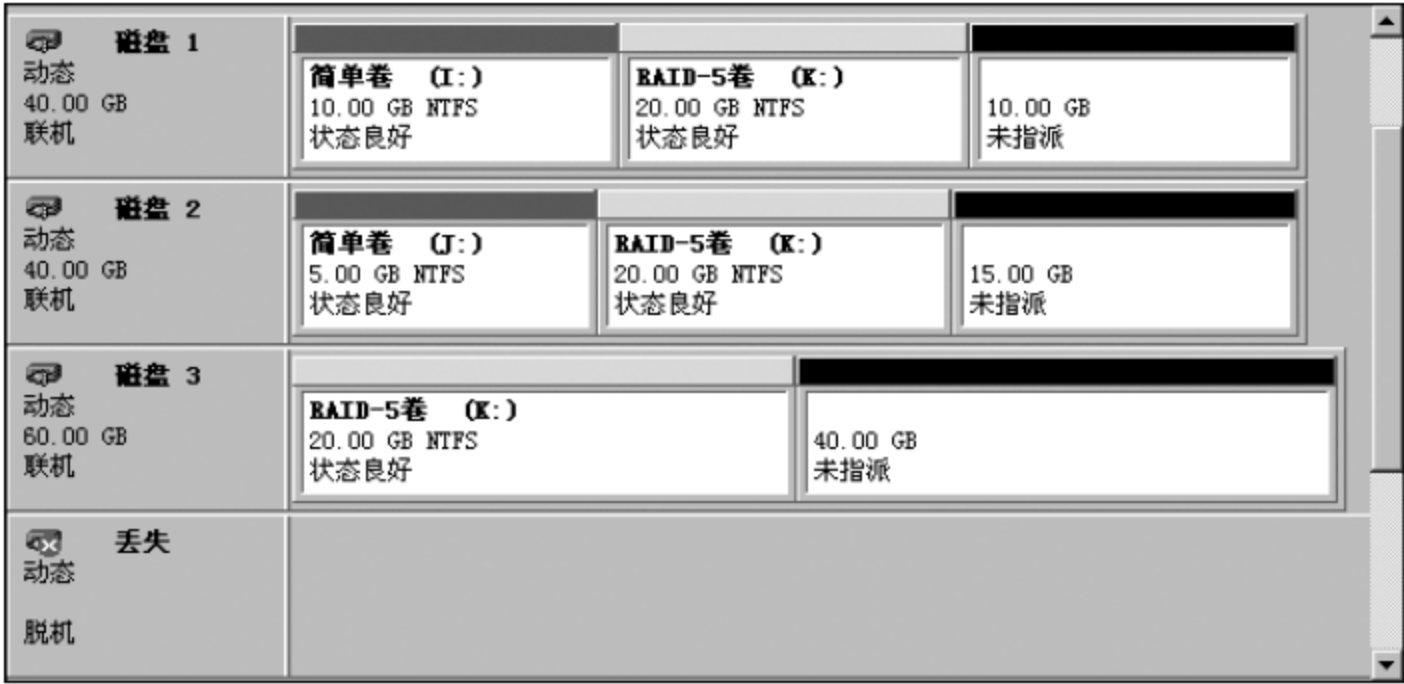 磁盘 1
动态
40.00 GB
联机
简单卷 (I:)
10.00 GB NTFS
状态良好
RAID-5卷 (K:)
20.00 GB NTFS
状态良好
10.00 GB
未指派
磁盘 2
动态
40.00 GB
联机
简单卷 (J:)
5.00 GB NTFS
状态良好
RAID-5卷 (K:)
20.00 GB NTFS
状态良好
15.00 GB
未指派
磁盘 3
动态
60.00 GB
联机
RAID-5卷 (K:)
20.00 GB NTFS
状态良好
40.00 GB
未指派
丢失
动态
脱机